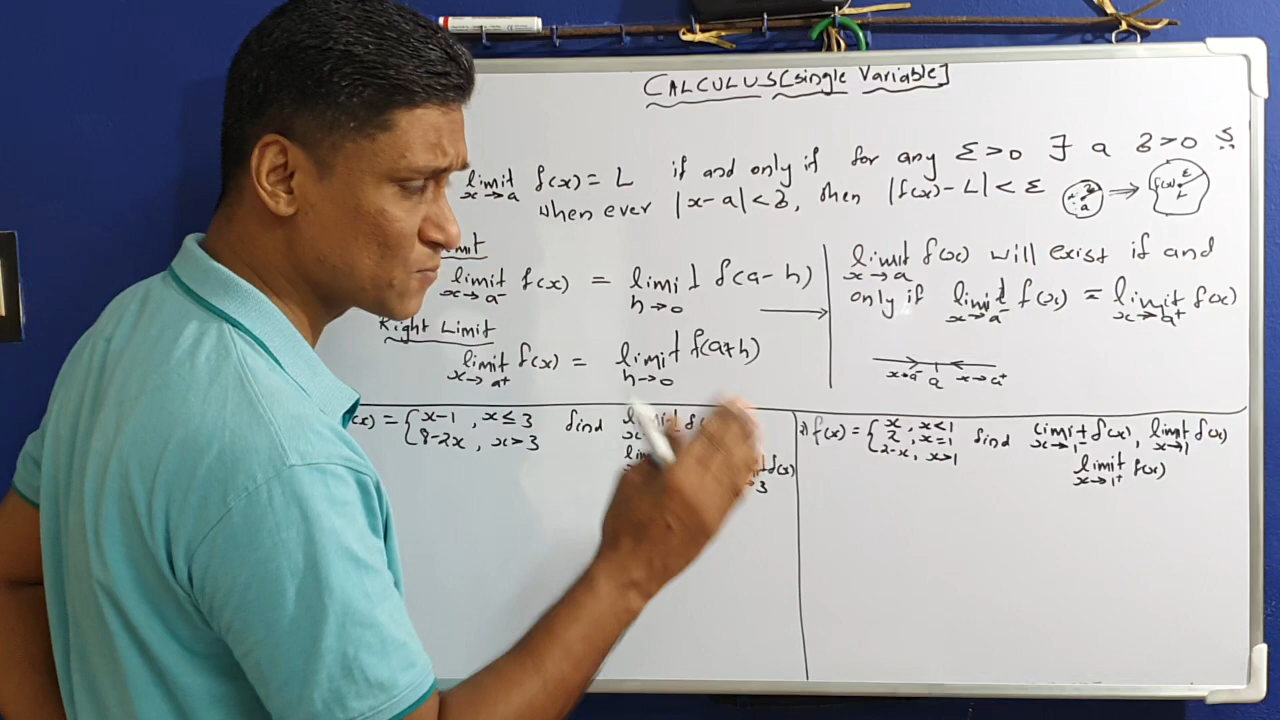 CALCULUS [Single Variable]
limit f(x) = L if and only if for any Ɛ>0 ∃ a δ>0 s:
x→a
when ever |x-a|<δ, then |f(x)-L|<Ɛ
limit f(x) = limit f(a-h)
x→a⁻ h→0
Right Limit
limit f(x) = limit f(a+h)
x→a⁺ h→0
limit f(x) will exist if and
x→a
only if limit f(x) = limit f(x)
x→a⁻ x→a⁺
x→a⁻ a x→a⁺
(x) = { x-1, x≤3 find limit
8-2x, x>3
f(x)
→3
f(x) = { x, x<1 find limit f(x), limit f(x)
2, x=1 x→1⁻ x→1
2-x, x>1 limit f(x)
x→1⁺